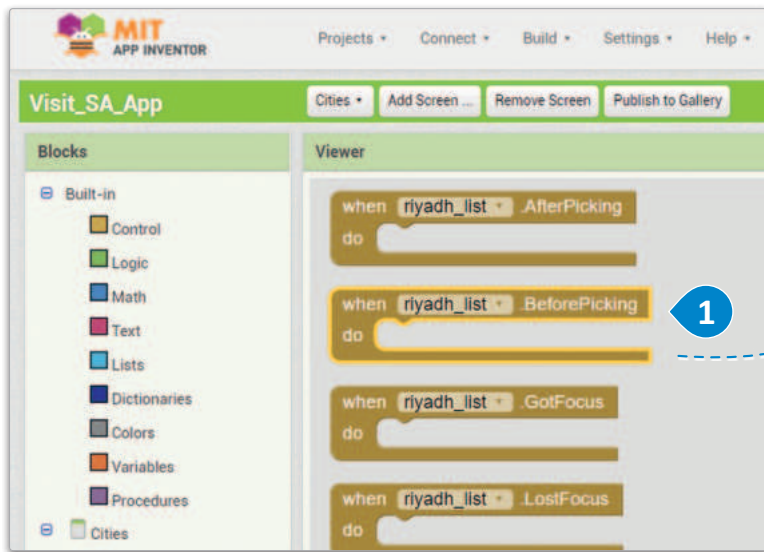 MIT
APP INVENTOR
Projects Connect Build Settings Help
Visit_SA_App
Cities Add Screen ... Remove Screen Publish to Gallery
Blocks
Viewer
Built-in
Control
Logic
Math
Text
Lists
Dictionaries
Colors
Variables
Procedures
Cities
when riyadh_list .AfterPicking
do
when riyadh_list .BeforePicking
do
1
when riyadh_list .GotFocus
do
when riyadh_list .LostFocus
do